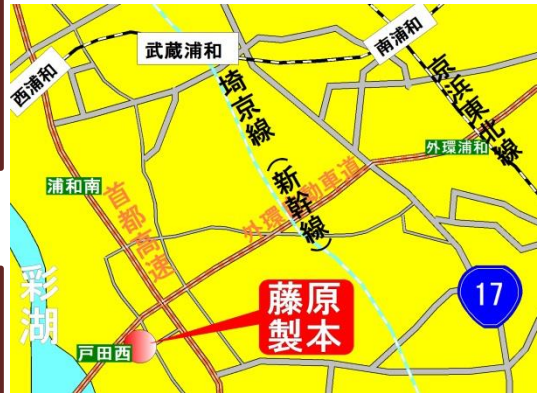 武蔵浦和
南浦和
西浦和
京浜東北線
埼京線(新幹線)
外環浦和
浦和南
首都高速
外環自動車道
彩湖
17
藤原
製本
戸田西